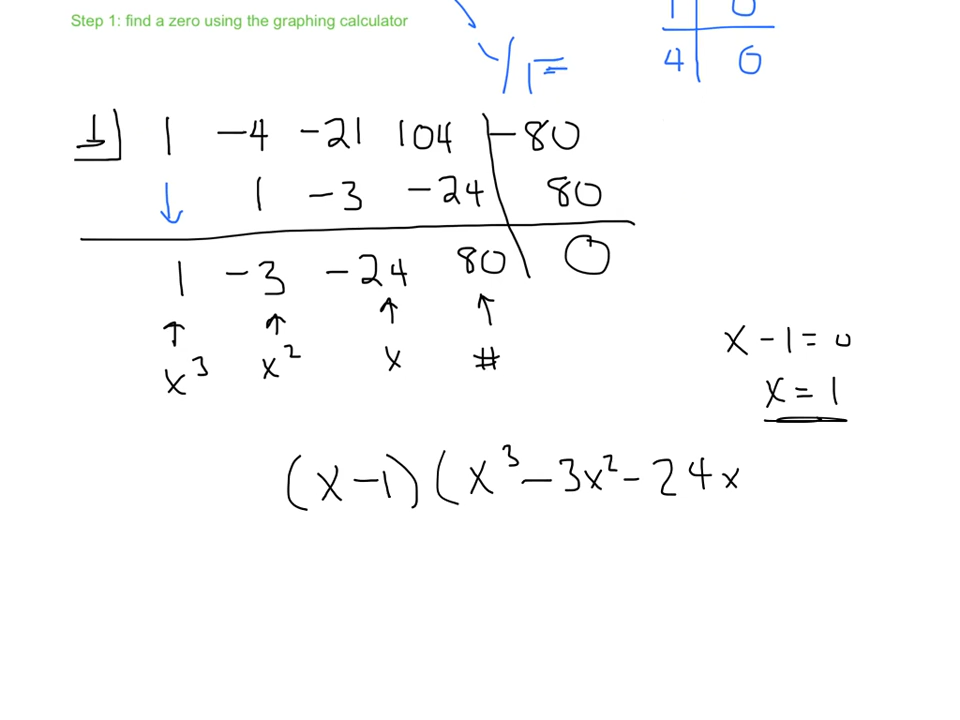 Step 1: find a zero using the graphing calculator
1 0
Y1=
4 0
1 1 -4 -21 104 -80
↓ 1 -3 -24 80
1 -3 -24 80 0
↑ ↑ ↑ ↑
x³ x² x #
x-1=0
x=1
(x-1)(x³-3x²-24x